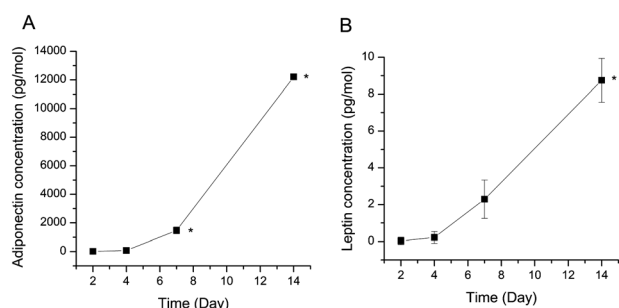 A
Adiponectin concentration (pg/mol)
14000
12000
10000
8000
6000
4000
2000
0
*
*
2 4 6 8 10 12 14
Time (Day)
B
Leptin concentration (pg/mol)
10
8
6
4
2
0
*
2 4 6 8 10 12 14
Time (Day)